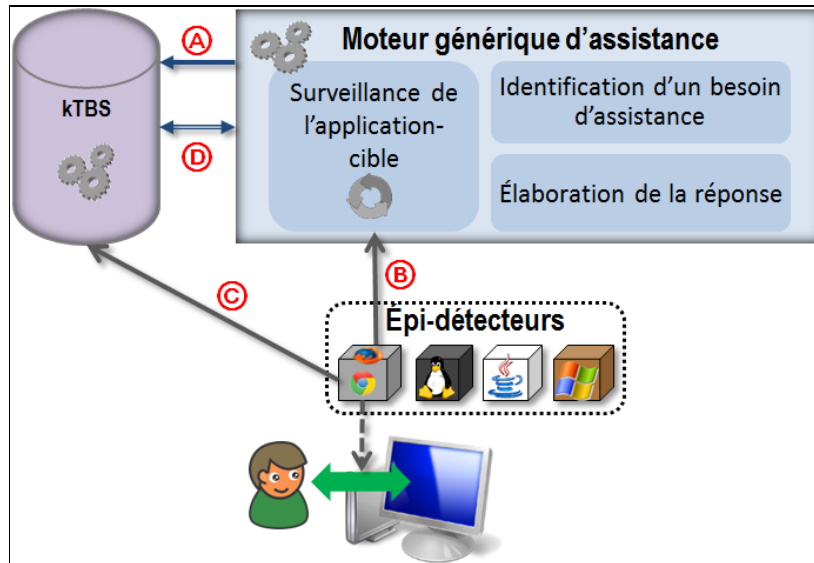 Ⓐ
Moteur générique d'assistance
kTBS
Surveillance de
l'application-
cible
Identification d'un besoin
d'assistance
Ⓓ
Élaboration de la réponse
Ⓑ
Ⓒ
Épi-détecteurs